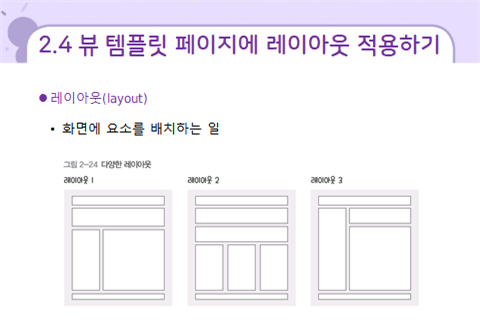 2.4 뷰 템플릿 페이지에 레이아웃 적용하기
레이아웃(layout)
• 화면에 요소를 배치하는 일
그림 2-24 다양한 레이아웃
레이아웃 1 레이아웃 2 레이아웃 3